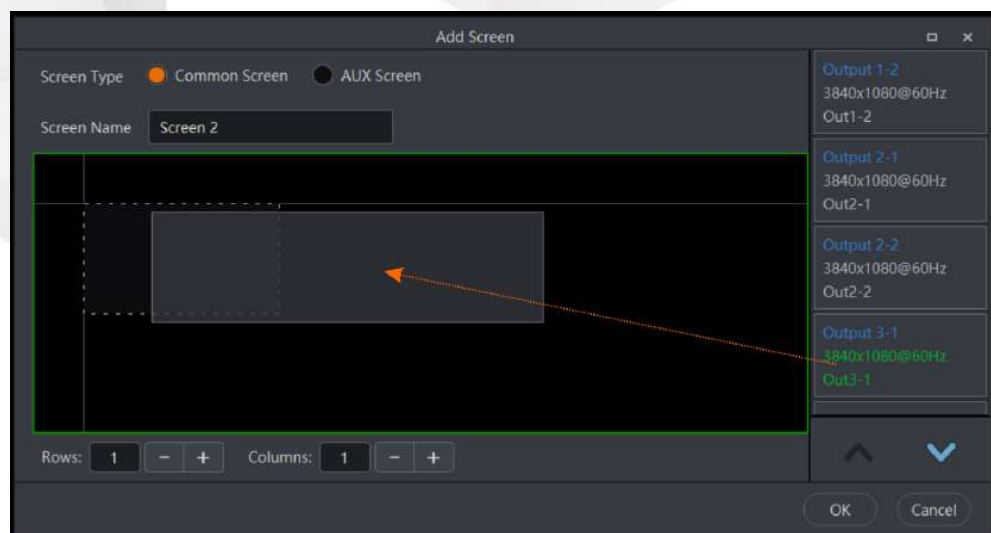 Add Screen
Screen Type Common Screen AUX Screen
Screen Name Screen 2
Output 1-2
3840x1080@60Hz
Out1-2
Output 2-1
3840x1080@60Hz
Out2-1
Output 2-2
3840x1080@60Hz
Out2-2
Output 3-1
3840x1080@60Hz
Out3-1
Rows: 1 - + Columns: 1 - +
OK Cancel